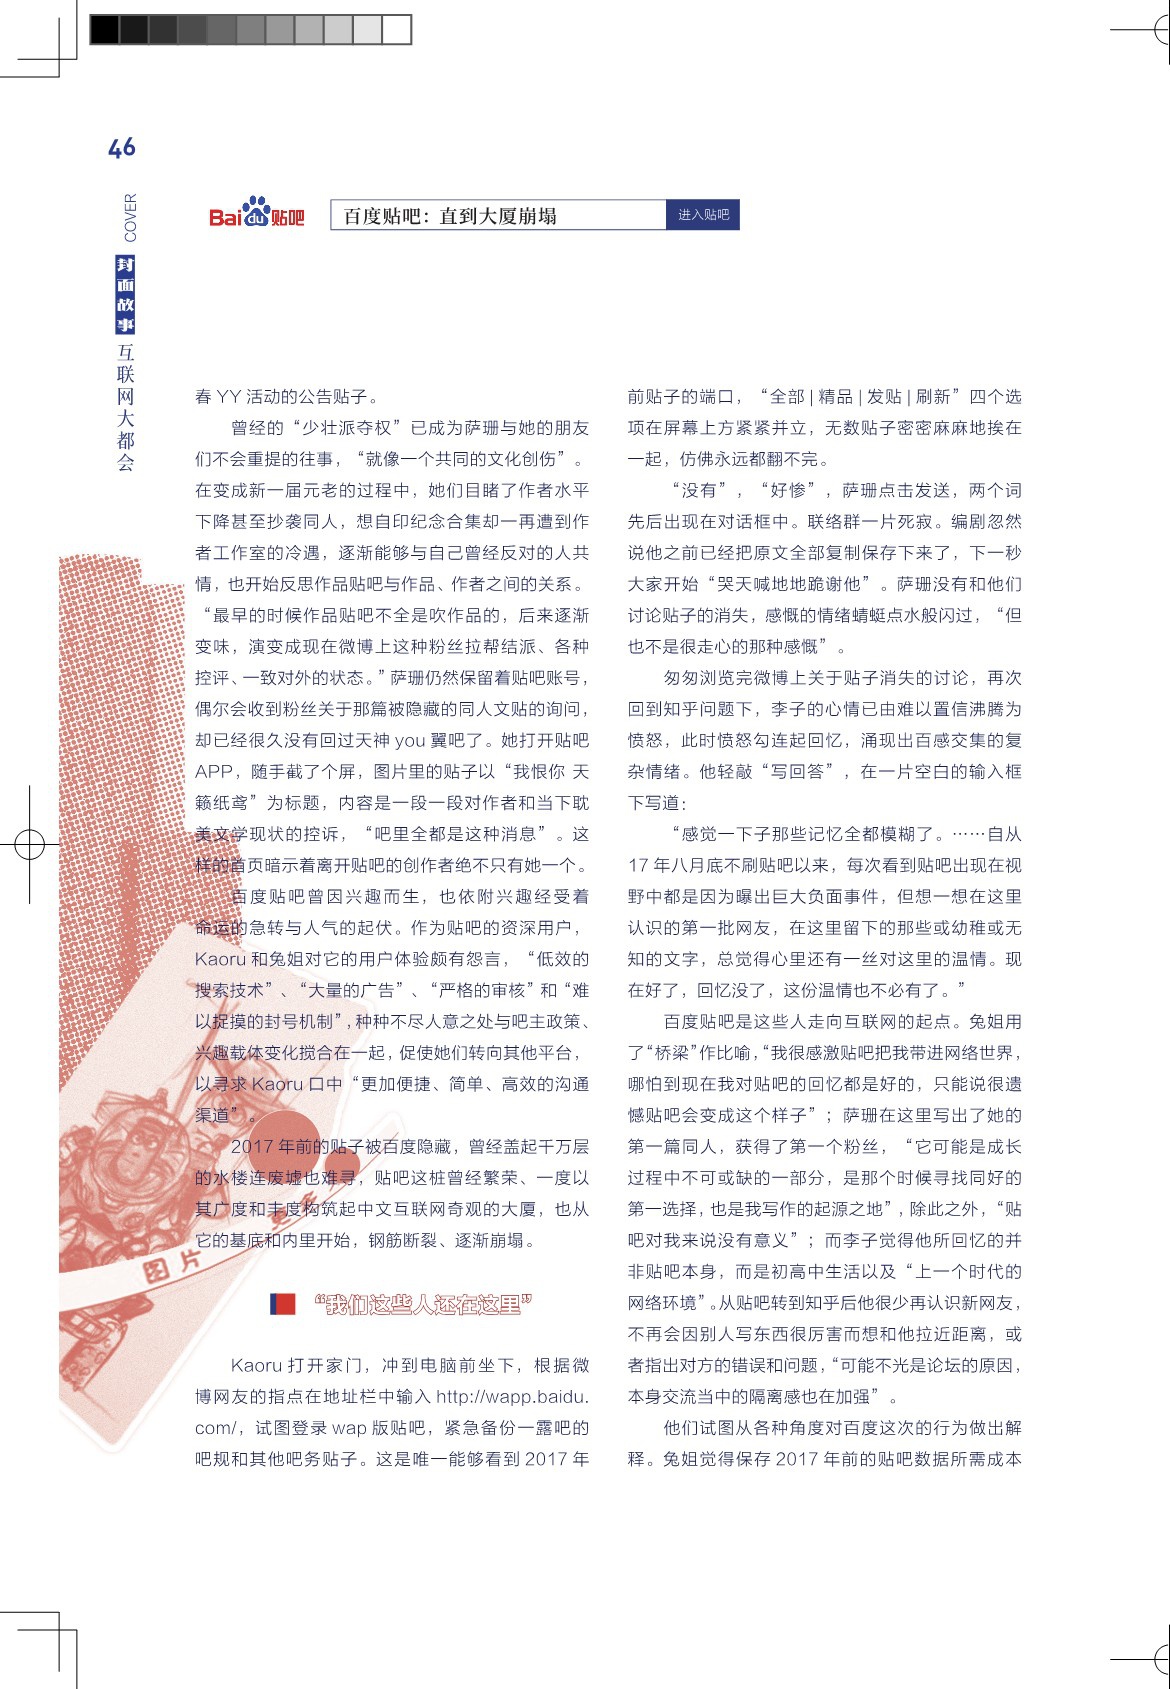 46
COVER
封面故事
互联网大都会
Bai du 贴吧
百度贴吧：直到大厦崩塌
进入贴吧
春 YY 活动的公告贴子。
曾经的“少壮派夺权”已成为萨珊与她的朋友
们不会重提的往事，“就像一个共同的文化创伤”。
在变成新一届元老的过程中，她们目睹了作者水平
下降甚至抄袭同人，想自印纪念合集却一再遭到作
者工作室的冷遇，逐渐能够与自己曾经反对的人共
情，也开始反思作品贴吧与作品、作者之间的关系。
“最早的时候作品贴吧不全是吹作品的，后来逐渐
变味，演变成现在微博上这种粉丝拉帮结派、各种
控评、一致对外的状态。”萨珊仍然保留着贴吧账号，
偶尔会收到粉丝关于那篇被隐藏的同人文贴的询问，
却已经很久没有回过天神 you 翼吧了。她打开贴吧
APP，随手截了个屏，图片里的贴子以“我恨你 天
籁纸鸢”为标题，内容是一段一段对作者和当下耽
美文学现状的控诉，“吧里全都是这种消息”。这
样的首页暗示着离开贴吧的创作者绝不只有她一个。
百度贴吧曾因兴趣而生，也依附兴趣经受着
命运的急转与人气的起伏。作为贴吧的资深用户，
Kaoru 和兔姐对它的用户体验颇有怨言，“低效的
搜索技术”、“大量的广告”、“严格的审核”和“难
以捉摸的封号机制”，种种不尽人意之处与吧主政策、
兴趣载体变化搅合在一起，促使她们转向其他平台，
以寻求 Kaoru 口中“更加便捷、简单、高效的沟通
渠道”。
2017 年前的贴子被百度隐藏，曾经盖起千万层
的水楼连废墟也难寻，贴吧这桩曾经繁荣、一度以
其广度和丰度构筑起中文互联网奇观的大厦，也从
它的基底和内里开始，钢筋断裂、逐渐崩塌。
图片
“我们这些人还在这里”
Kaoru 打开家门，冲到电脑前坐下，根据微
博网友的指点在地址栏中输入 http://wapp.baidu.
com/，试图登录 wap 版贴吧，紧急备份一露吧的
吧规和其他吧务贴子。这是唯一能够看到 2017 年
前贴子的端口，“全部 | 精品 | 发贴 | 刷新”四个选
项在屏幕上方紧紧并立，无数贴子密密麻麻地挨在
一起，仿佛永远都翻不完。
“没有”，“好惨”，萨珊点击发送，两个词
先后出现在对话框中。联络群一片死寂。编剧忽然
说他之前已经把原文全部复制保存下来了，下一秒
大家开始“哭天喊地地跪谢他”。萨珊没有和他们
讨论贴子的消失，感慨的情绪蜻蜓点水般闪过，“但
也不是很走心的那种感慨”。
匆匆浏览完微博上关于贴子消失的讨论，再次
回到知乎问题下，李子的心情已由难以置信沸腾为
愤怒，此时愤怒勾连起回忆，涌现出百感交集的复
杂情绪。他轻敲“写回答”，在一片空白的输入框
下写道：
“感觉一下子那些记忆全都模糊了。……自从
17 年八月底不刷贴吧以来，每次看到贴吧出现在视
野中都是因为曝出巨大负面事件，但想一想在这里
认识的第一批网友，在这里留下的那些或幼稚或无
知的文字，总觉得心里还有一丝对这里的温情。现
在好了，回忆没了，这份温情也不必有了。”
百度贴吧是这些人走向互联网的起点。兔姐用
了“桥梁”作比喻，“我很感激贴吧把我带进网络世界，
哪怕到现在我对贴吧的回忆都是好的，只能说很遗
憾贴吧会变成这个样子”；萨珊在这里写出了她的
第一篇同人，获得了第一个粉丝，“它可能是成长
过程中不可或缺的一部分，是那个时候寻找同好的
第一选择，也是我写作的起源之地”，除此之外，“贴
吧对我来说没有意义”；而李子觉得他所回忆的并
非贴吧本身，而是初高中生活以及“上一个时代的
网络环境”。从贴吧转到知乎后他很少再认识新网友，
不再会因别人写东西很厉害而想和他拉近距离，或
者指出对方的错误和问题，“可能不光是论坛的原因，
本身交流当中的隔离感也在加强”。
他们试图从各种角度对百度这次的行为做出解
释。兔姐觉得保存 2017 年前的贴吧数据所需成本